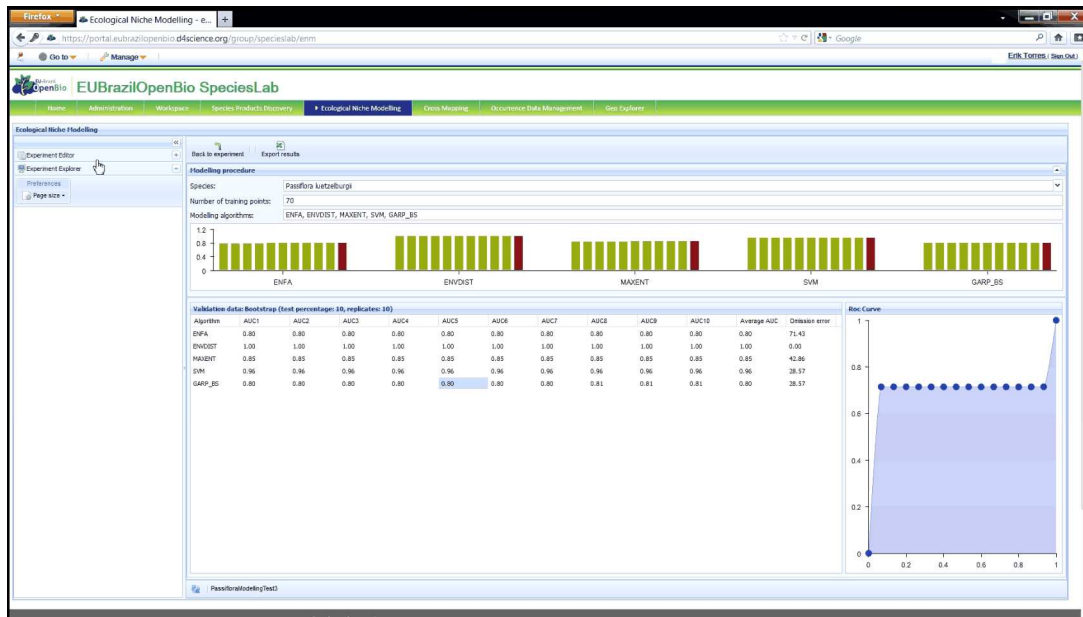 Firefox
Ecological Niche Modelling - e...
https://portal.eubrazilopenbio.d4science.org/group/specieslab/enm
Google
Go to
Manage
Erik Torres ( Sign Out )
OpenBio
EUBrazilOpenBio SpeciesLab
Home Administration Workspace Species Products Discovery Ecological Niche Modelling Cross Mapping Occurrence Data Management Geo Explorer
Ecological Niche Modelling
Experiment Editor
Experiment Explorer
Preferences
Page size
Back to experiment Export results
Modelling procedure
Species: Passiflora luetzelburgii
Number of training points: 70
Modeling algorithms: ENFA, ENVDIST, MAXENT, SVM, GARP_BS
1.2
0.8
0.4
0
ENFA ENVDIST MAXENT SVM GARP_BS
Validation data: Bootstrap (test percentage: 10, replicates: 10)
Algorithm AUC1 AUC2 AUC3 AUC4 AUC5 AUC6 AUC7 AUC8 AUC9 AUC10 Average AUC Omission error
ENFA 0.80 0.80 0.80 0.80 0.80 0.80 0.80 0.80 0.80 0.80 0.80 71.43
ENVDIST 1.00 1.00 1.00 1.00 1.00 1.00 1.00 1.00 1.00 1.00 1.00 0.00
MAXENT 0.85 0.85 0.85 0.85 0.85 0.85 0.85 0.85 0.85 0.85 0.85 42.86
SVM 0.96 0.96 0.96 0.96 0.96 0.96 0.96 0.96 0.96 0.96 0.96 28.57
GARP_BS 0.80 0.80 0.80 0.80 0.80 0.80 0.80 0.81 0.81 0.81 0.80 28.57
Roc Curve
1
0.8
0.6
0.4
0.2
0
0 0.2 0.4 0.6 0.8 1
PassifloraModellingTest3